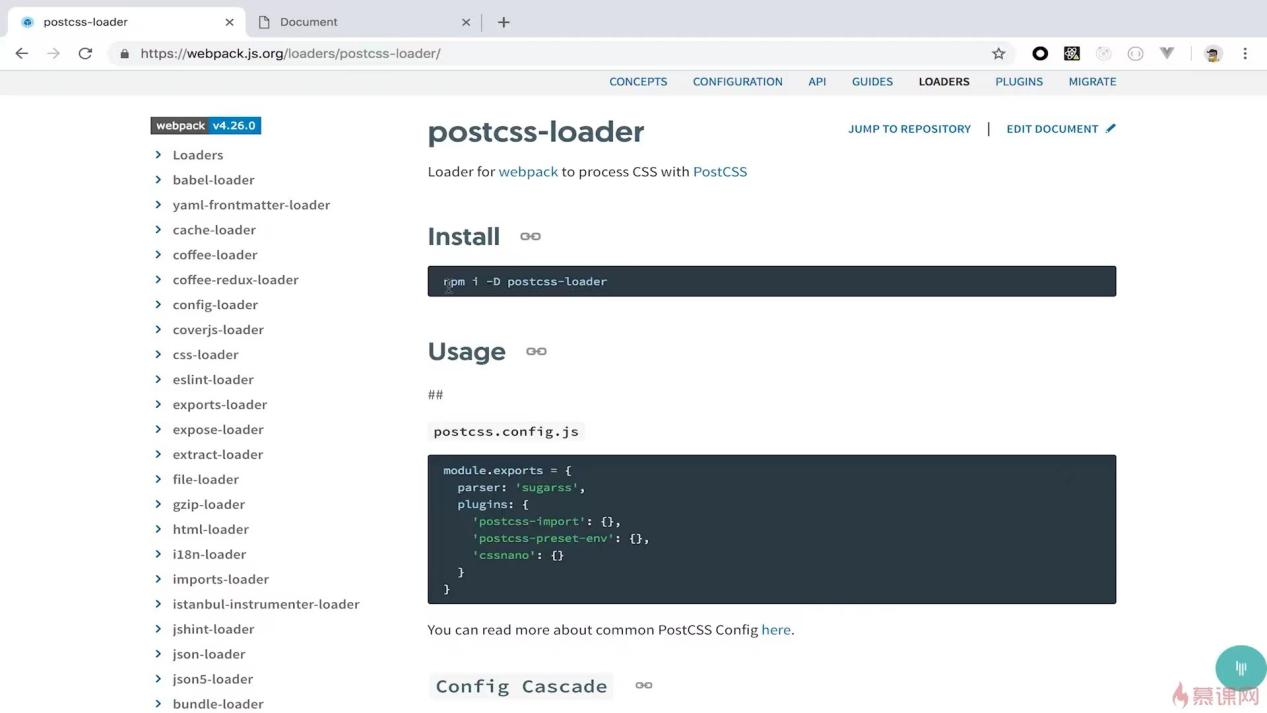 postcss-loader
Document
https://webpack.js.org/loaders/postcss-loader/
CONCEPTS CONFIGURATION API GUIDES LOADERS PLUGINS MIGRATE
webpack v4.26.0
Loaders
babel-loader
yaml-frontmatter-loader
cache-loader
coffee-loader
coffee-redux-loader
config-loader
coverjs-loader
css-loader
eslint-loader
exports-loader
expose-loader
extract-loader
file-loader
gzip-loader
html-loader
i18n-loader
imports-loader
istanbul-instrumenter-loader
jshint-loader
json-loader
json5-loader
bundle-loader
postcss-loader
JUMP TO REPOSITORY | EDIT DOCUMENT
Loader for webpack to process CSS with PostCSS
Install
npm i -D postcss-loader
Usage
##
postcss.config.js
module.exports = {
  parser: 'sugarss',
  plugins: {
    'postcss-import': {},
    'postcss-preset-env': {},
    'cssnano': {}
  }
}
You can read more about common PostCSS Config here.
Config Cascade
慕课网